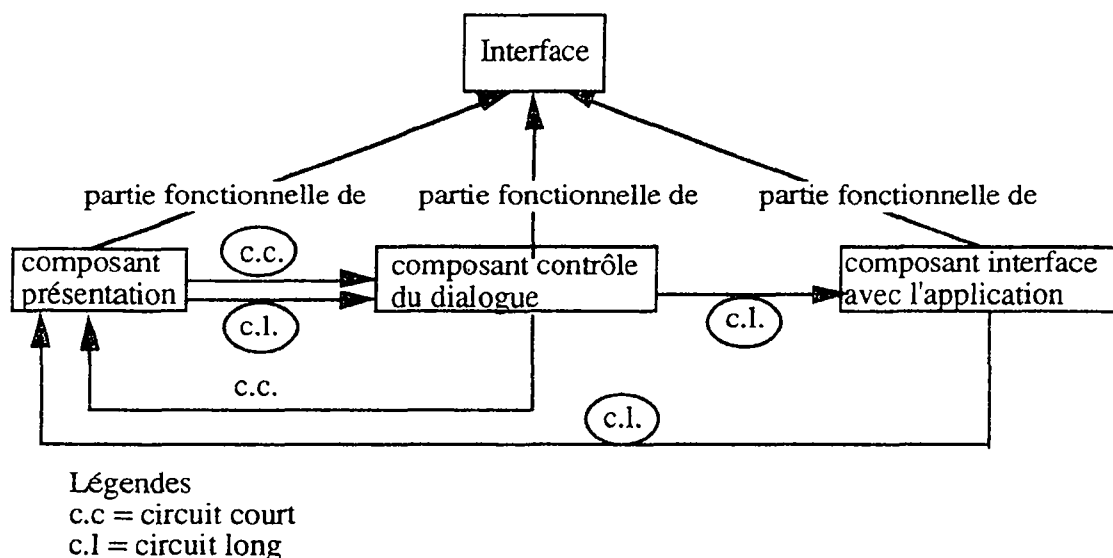 Interface
partie fonctionnelle de
partie fonctionnelle de
partie fonctionnelle de
composant
présentation
c.c.
c.l.
composant contrôle
du dialogue
c.l.
composant interface
avec l'application
c.c.
c.l.
Légendes
c.c = circuit court
c.l = circuit long